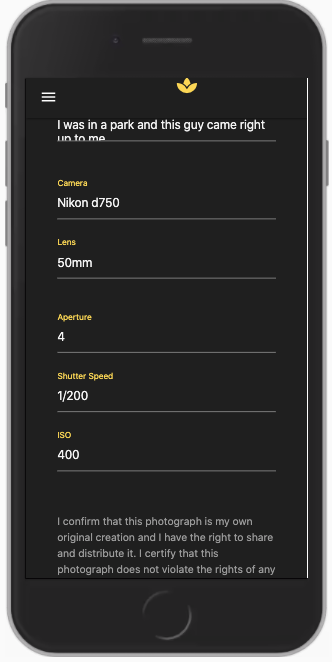 I was in a park and this guy came right
up to me
Camera
Nikon d750
Lens
50mm
Aperture
4
Shutter Speed
1/200
ISO
400
I confirm that this photograph is my own
original creation and I have the right to share
and distribute it. I certify that this
photograph does not violate the rights of any